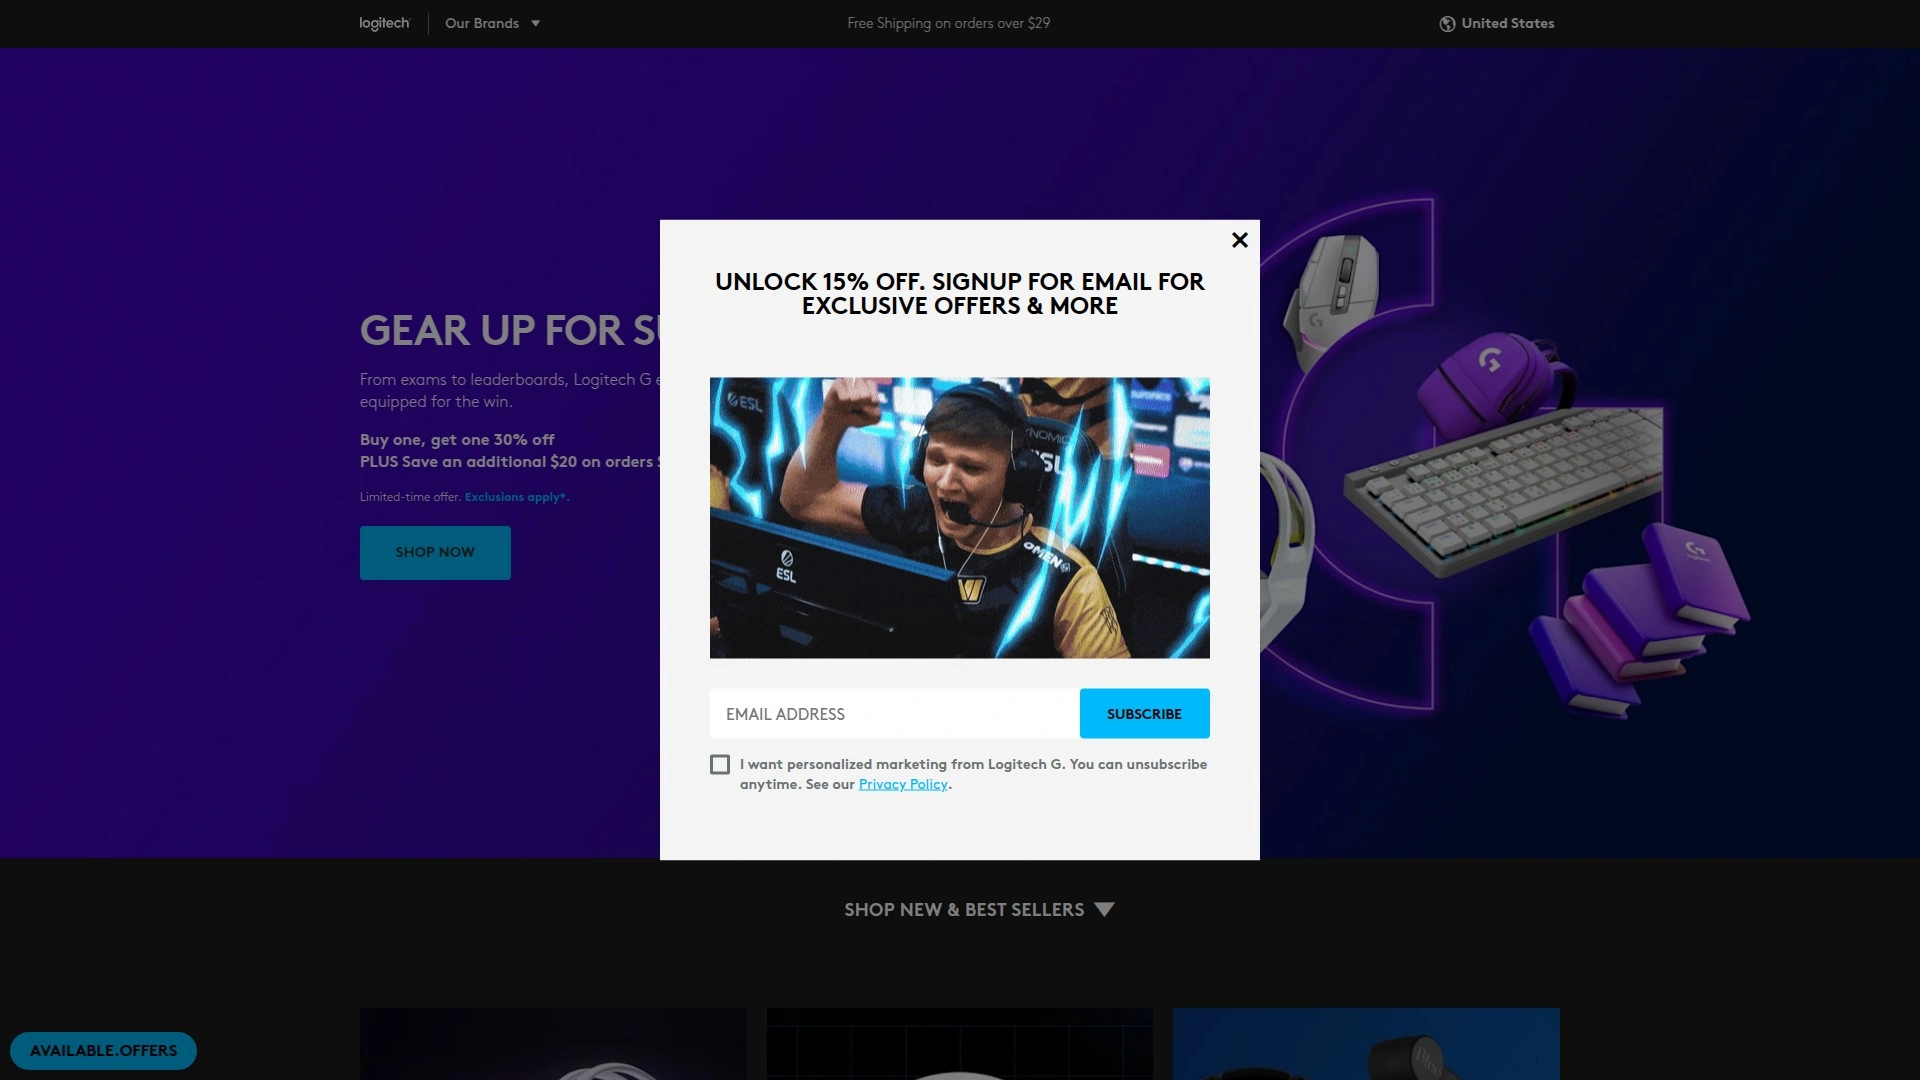 logitech
Our Brands
Free Shipping on orders over $29
United States
UNLOCK 15% OFF. SIGNUP FOR EMAIL FOR
EXCLUSIVE OFFERS & MORE
GEAR UP FOR
From exams to leaderboards, Logitech G
equipped for the win.
Buy one, get one 30% off
PLUS Save an additional $20 on orders
Limited-time offer. Exclusions apply*.
SHOP NOW
ESL
ESL
OMEN
EMAIL ADDRESS
SUBSCRIBE
I want personalized marketing from Logitech G. You can unsubscribe
anytime. See our Privacy Policy.
SHOP NEW & BEST SELLERS
AVAILABLE.OFFERS